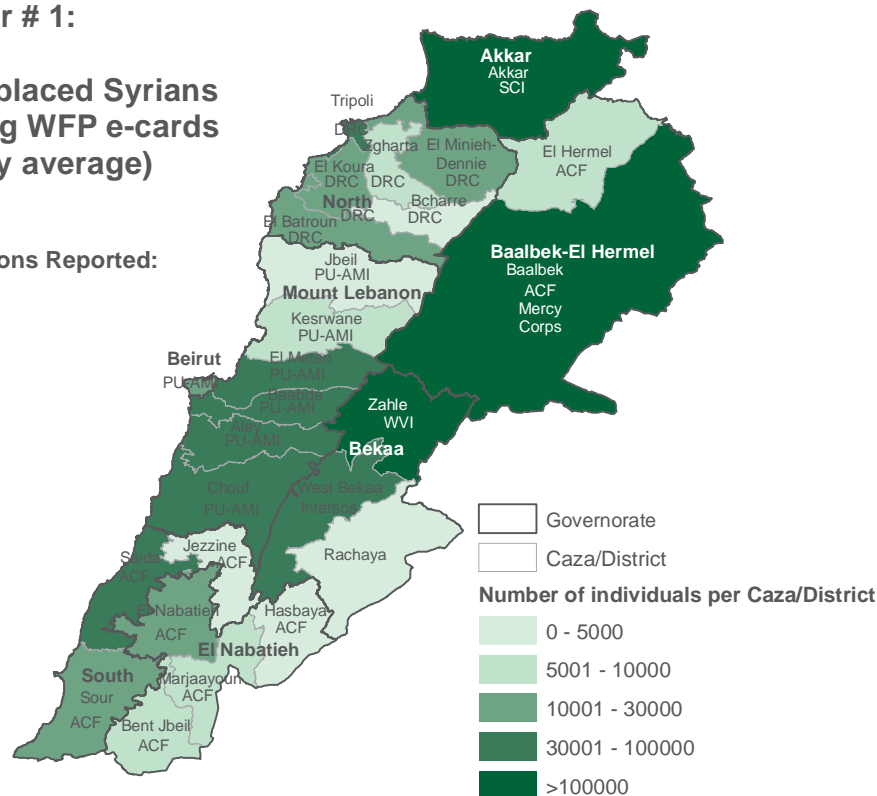 r # 1:
placed Syrians
g WFP e-cards
y average)
ons Reported:
Akkar
Akkar
SCI
Tripoli
DRC
Zgharta
DRC
El Minieh-
Dennie
DRC
El Hermel
ACF
El Koura
DRC
North
DRC
Bcharre
DRC
El Batroun
DRC
Baalbek-El Hermel
Baalbek
ACF
Mercy
Corps
Jbeil
PU-AMI
Mount Lebanon
Kesrwane
PU-AMI
Beirut
PU-AMI
El Meten
PU-AMI
Baabda
PU-AMI
Zahle
WVI
Aley
PU-AMI
Bekaa
Chouf
PU-AMI
West Bekaa
Intersos
Rachaya
Jezzine
ACF
Saida
ACF
El Nabatieh
ACF
Hasbaya
ACF
El Nabatieh
South
Sour
ACF
Marjaayoun
ACF
Bent Jbeil
ACF
Governorate
Caza/District
Number of individuals per Caza/District
0 - 5000
5001 - 10000
10001 - 30000
30001 - 100000
>100000